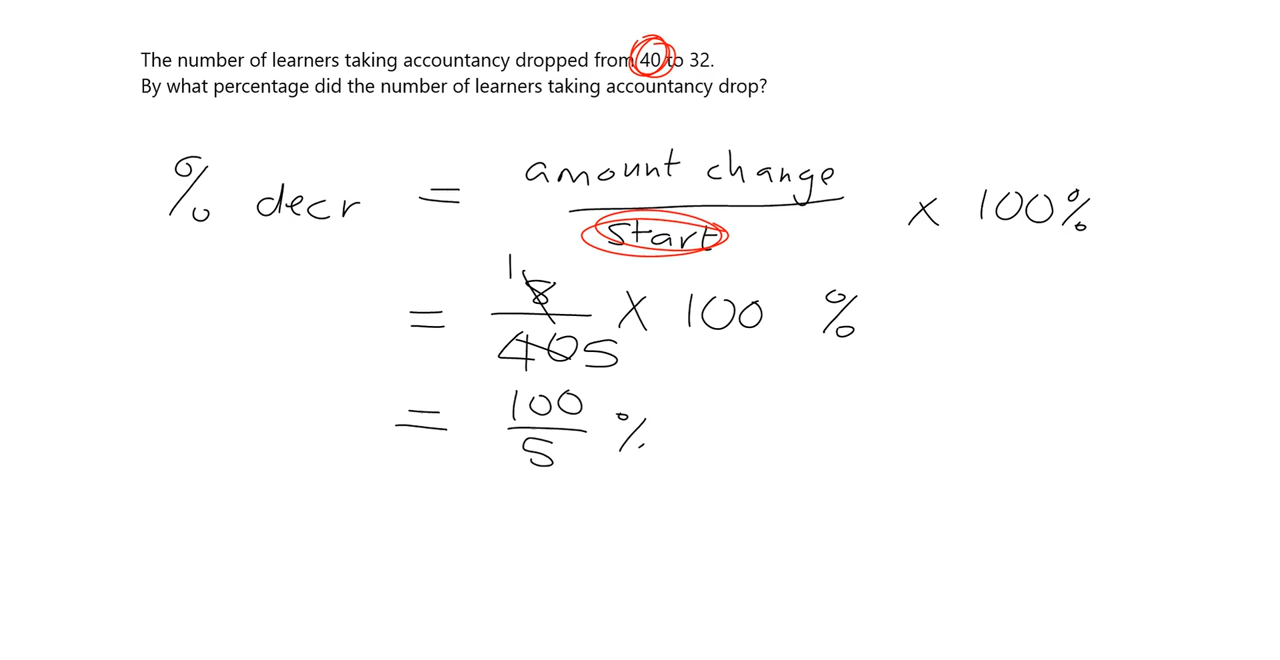 The number of learners taking accountancy dropped from 40 to 32.
By what percentage did the number of learners taking accountancy drop?
% decr = amount change / start × 100%
= 1 8 / 40 5 × 100 %
= 100 / 5 %